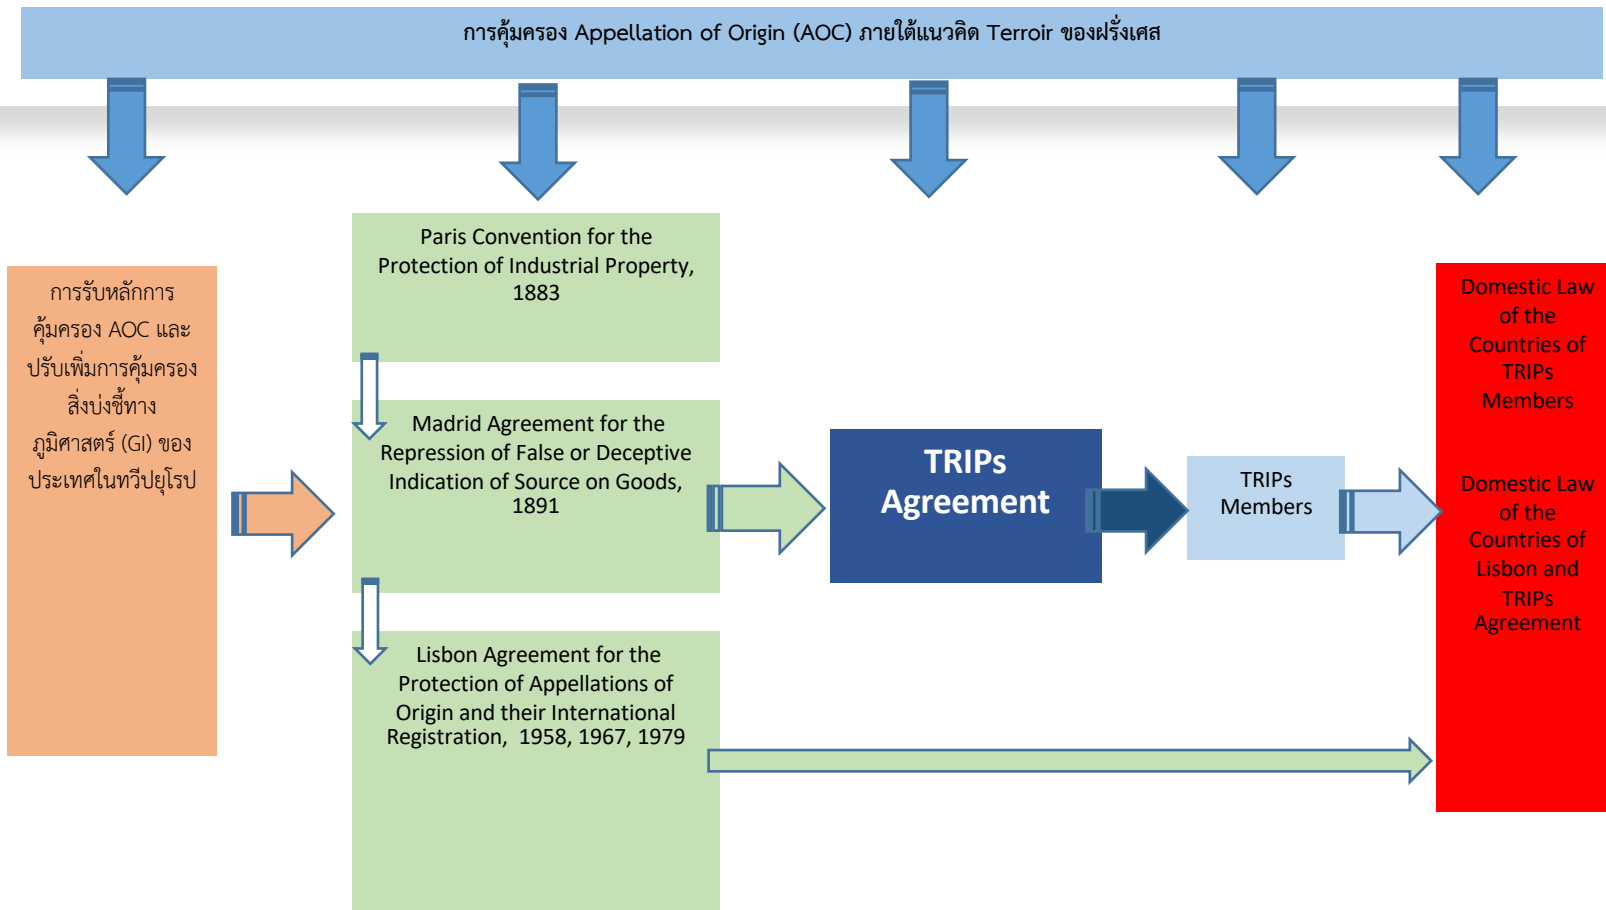 การคุ้มครอง Appellation of Origin (AOC) ภายใต้แนวคิด Terroir ของฝรั่งเศส
การรับหลักการ
คุ้มครอง AOC และ
ปรับเพิ่มการคุ้มครอง
สิ่งบ่งชี้ทาง
ภูมิศาสตร์ (GI) ของ
ประเทศในทวีปยุโรป
Paris Convention for the
Protection of Industrial Property,
1883
Madrid Agreement for the
Repression of False or Deceptive
Indication of Source on Goods,
1891
Lisbon Agreement for the
Protection of Appellations of
Origin and their International
Registration, 1958, 1967, 1979
TRIPs
Agreement
TRIPs
Members
Domestic Law
of the
Countries of
TRIPs
Members
Domestic Law
of the
Countries of
Lisbon and
TRIPs
Agreement